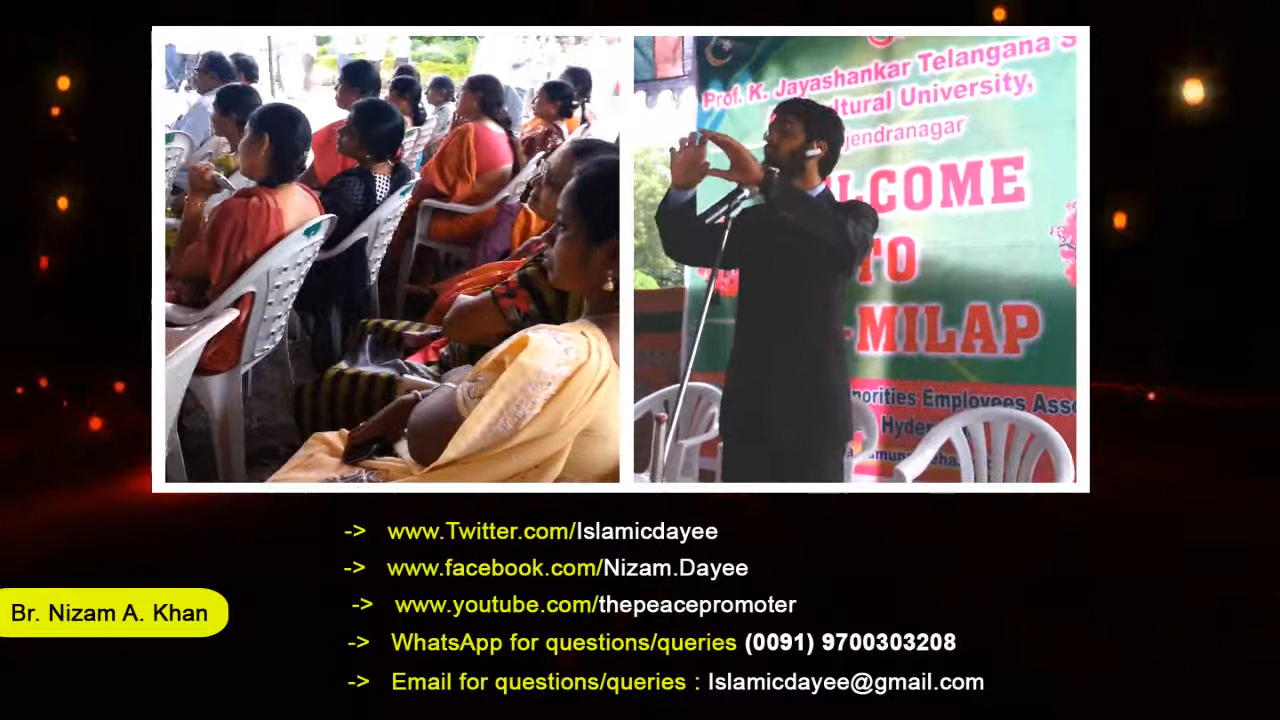 Prof. K. Jayashankar Telangana S
ltural University,
jendranagar
LCOME
TO
-MILAP
norities Employees Asso
Hyder
www.Twitter.com/Islamicdayee
-> www.facebook.com/Nizam.Dayee
-> www.youtube.com/thepeacepromoter
Br. Nizam A. Khan
-> WhatsApp for questions/queries (0091) 9700303208
-> Email for questions/queries : Islamicdayee@gmail.com